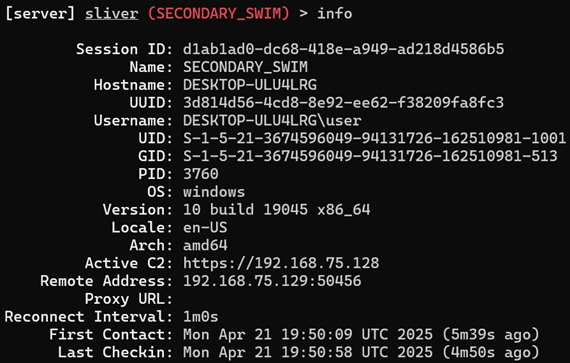 [server] sliver (SECONDARY_SWIM) > info
Session ID: d1ab1ad0-dc68-418e-a949-ad218d4586b5
Name: SECONDARY_SWIM
Hostname: DESKTOP-ULU4LRG
UUID: 3d814d56-4cd8-8e92-ee62-f38209fa8fc3
Username: DESKTOP-ULU4LRG\user
UID: S-1-5-21-3674596049-94131726-162510981-1001
GID: S-1-5-21-3674596049-94131726-162510981-513
PID: 3760
OS: windows
Version: 10 build 19045 x86_64
Locale: en-US
Arch: amd64
Active C2: https://192.168.75.128
Remote Address: 192.168.75.129:50456
Proxy URL:
Reconnect Interval: 1m0s
First Contact: Mon Apr 21 19:50:09 UTC 2025 (5m39s ago)
Last Checkin: Mon Apr 21 19:50:58 UTC 2025 (4m50s ago)